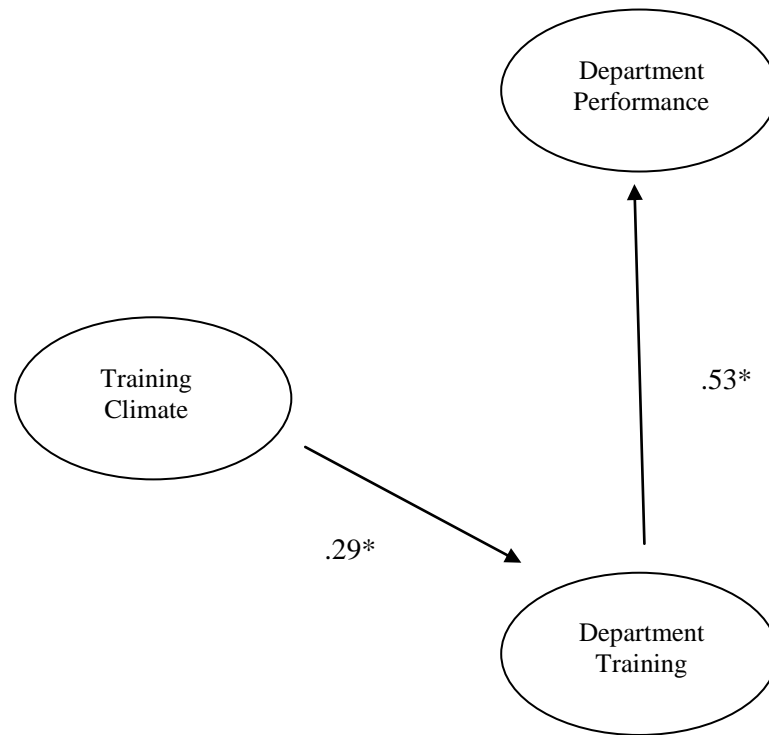 Department
Performance
Training
Climate
.53*
.29*
Department
Training